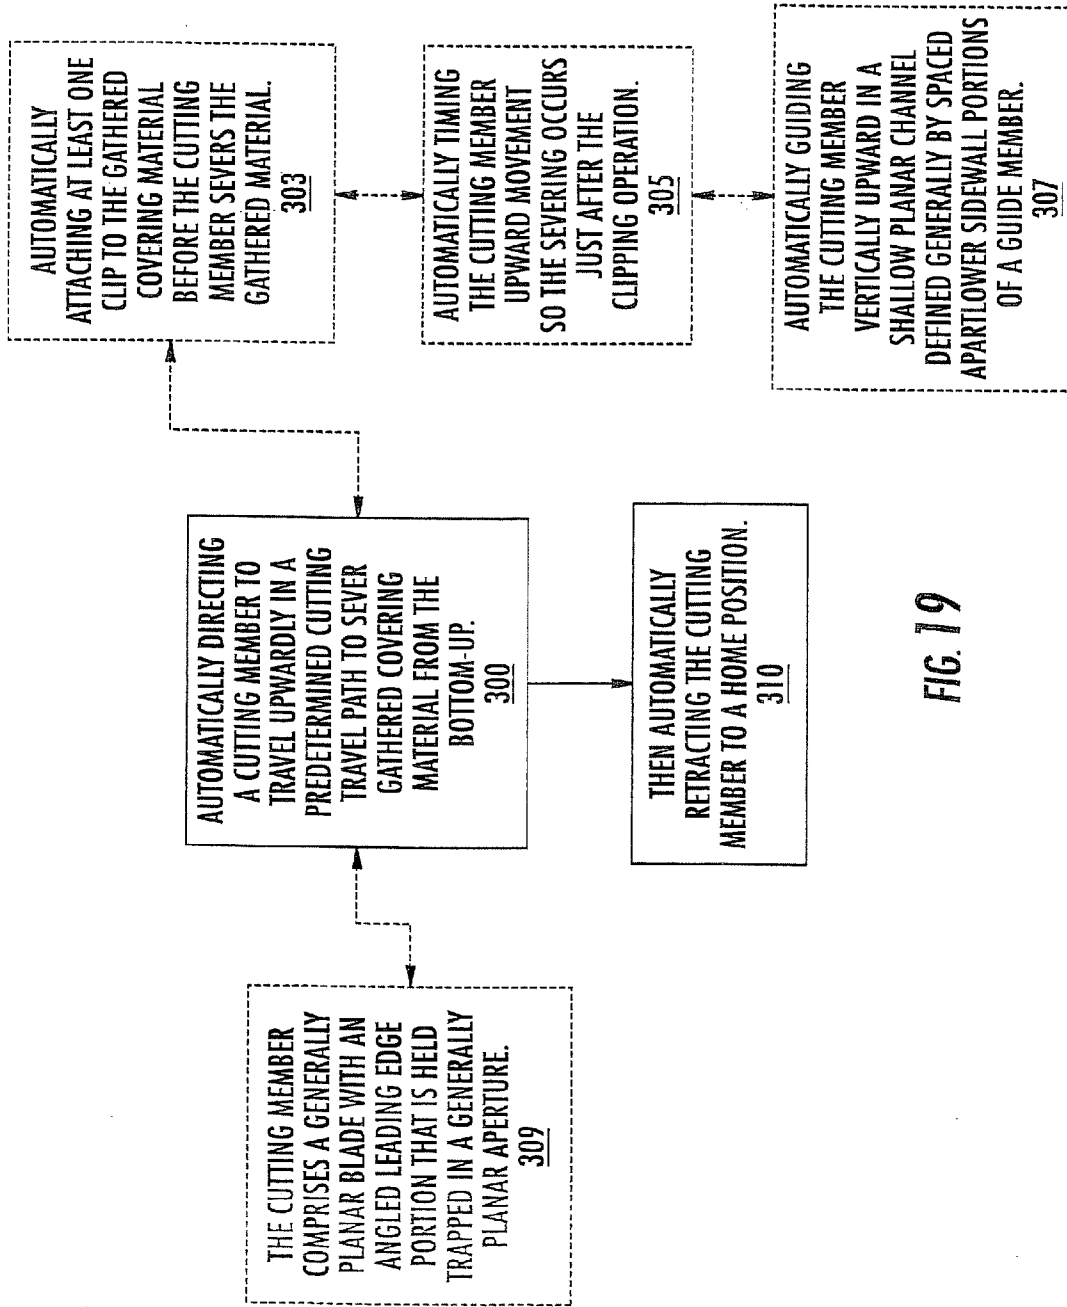 AUTOMATICALLY DIRECTING
A CUTTING MEMBER TO
TRAVEL UPWARDLY IN A
PREDETERMINED CUTTING
TRAVEL PATH TO SEVER
GATHERED COVERING
MATERIAL FROM THE
BOTTOM-UP.
300
THEN AUTOMATICALLY
RETRACTING THE CUTTING
MEMBER TO A HOME POSITION.
310
AUTOMATICALLY
ATTACHING AT LEAST ONE
CLIP TO THE GATHERED
COVERING MATERIAL
BEFORE THE CUTTING
MEMBER SEVERS THE
GATHERED MATERIAL.
303
AUTOMATICALLY TIMING
THE CUTTING MEMBER
UPWARD MOVEMENT
SO THE SEVERING OCCURS
JUST AFTER THE
CLIPPING OPERATION.
305
AUTOMATICALLY GUIDING
THE CUTTING MEMBER
VERTICALLY UPWARD IN A
SHALLOW PLANAR CHANNEL
DEFINED GENERALLY BY SPACED
APARTLOWER SIDEWALL PORTIONS
OF A GUIDE MEMBER.
307
THE CUTTING MEMBER
COMPRISES A GENERALLY
PLANAR BLADE WITH AN
ANGLED LEADING EDGE
PORTION THAT IS HELD
TRAPPED IN A GENERALLY
PLANAR APERTURE.
309
FIG. 19